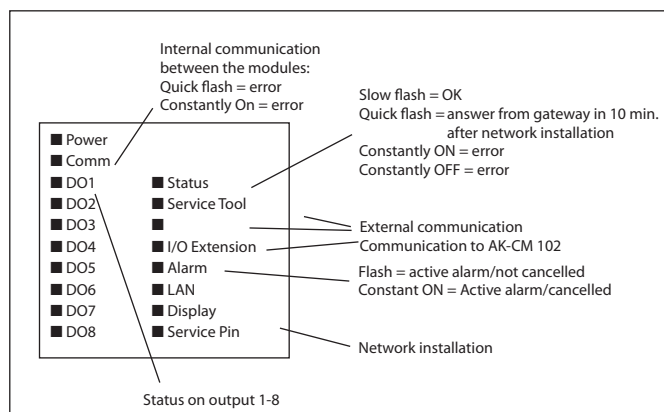 Internal communication
between the modules:
Quick flash = error
Constantly On = error
Slow flash = OK
Quick flash = answer from gateway in 10 min.
after network installation
Constantly ON = error
Constantly OFF = error
■ Power
■ Comm
■ DO1 ■ Status
■ DO2 ■ Service Tool
■ DO3 ■
■ DO4 ■ I/O Extension
■ DO5 ■ Alarm
■ DO6 ■ LAN
■ DO7 ■ Display
■ DO8 ■ Service Pin
External communication
Communication to AK-CM 102
Flash = active alarm/not cancelled
Constant ON = Active alarm/cancelled
Network installation
Status on output 1-8